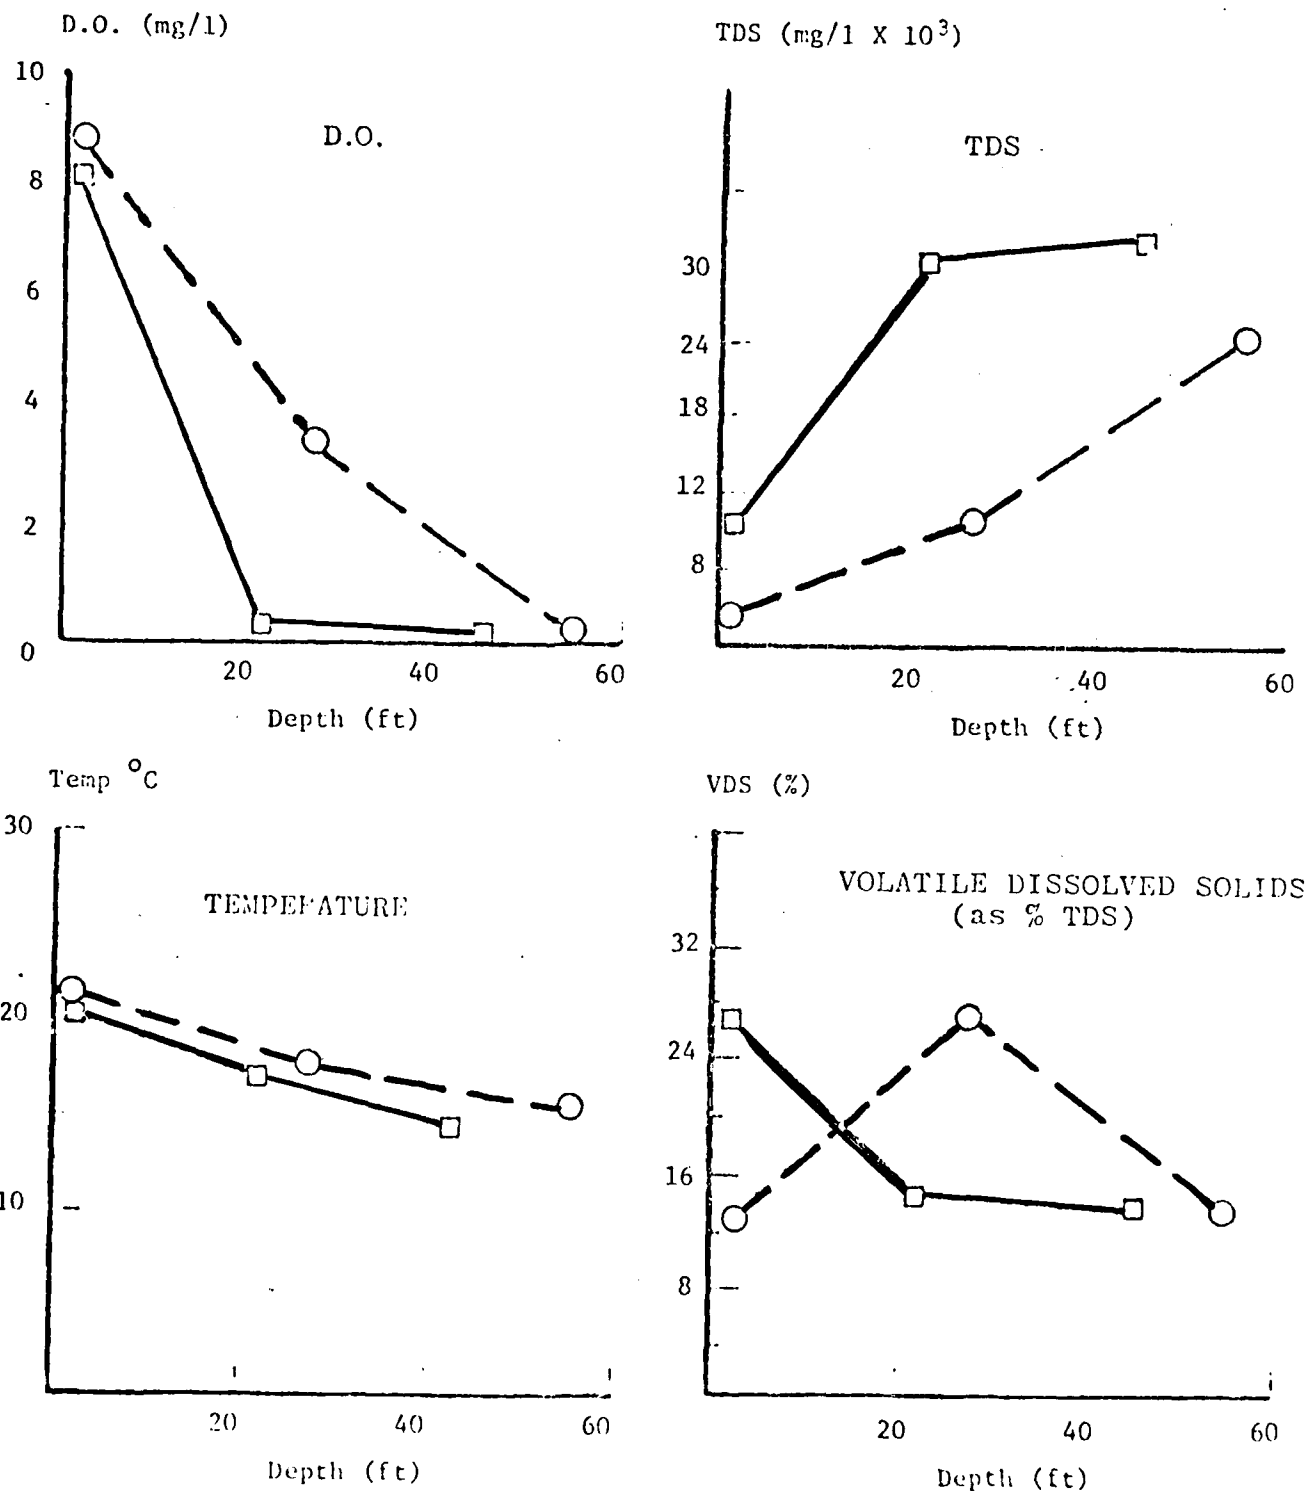 D.O. (mg/l)
10
8
6
4
2
0
D.O.
20 40 60
Depth (ft)
TDS (mg/l X 10³)
TDS
30
24
18
12
8
20 40 60
Depth (ft)
Temp °C
30
20
10
TEMPERATURE
20 40 60
Depth (ft)
VDS (%)
VOLATILE DISSOLVED SOLIDS
(as % TDS)
32
24
16
8
20 40 60
Depth (ft)